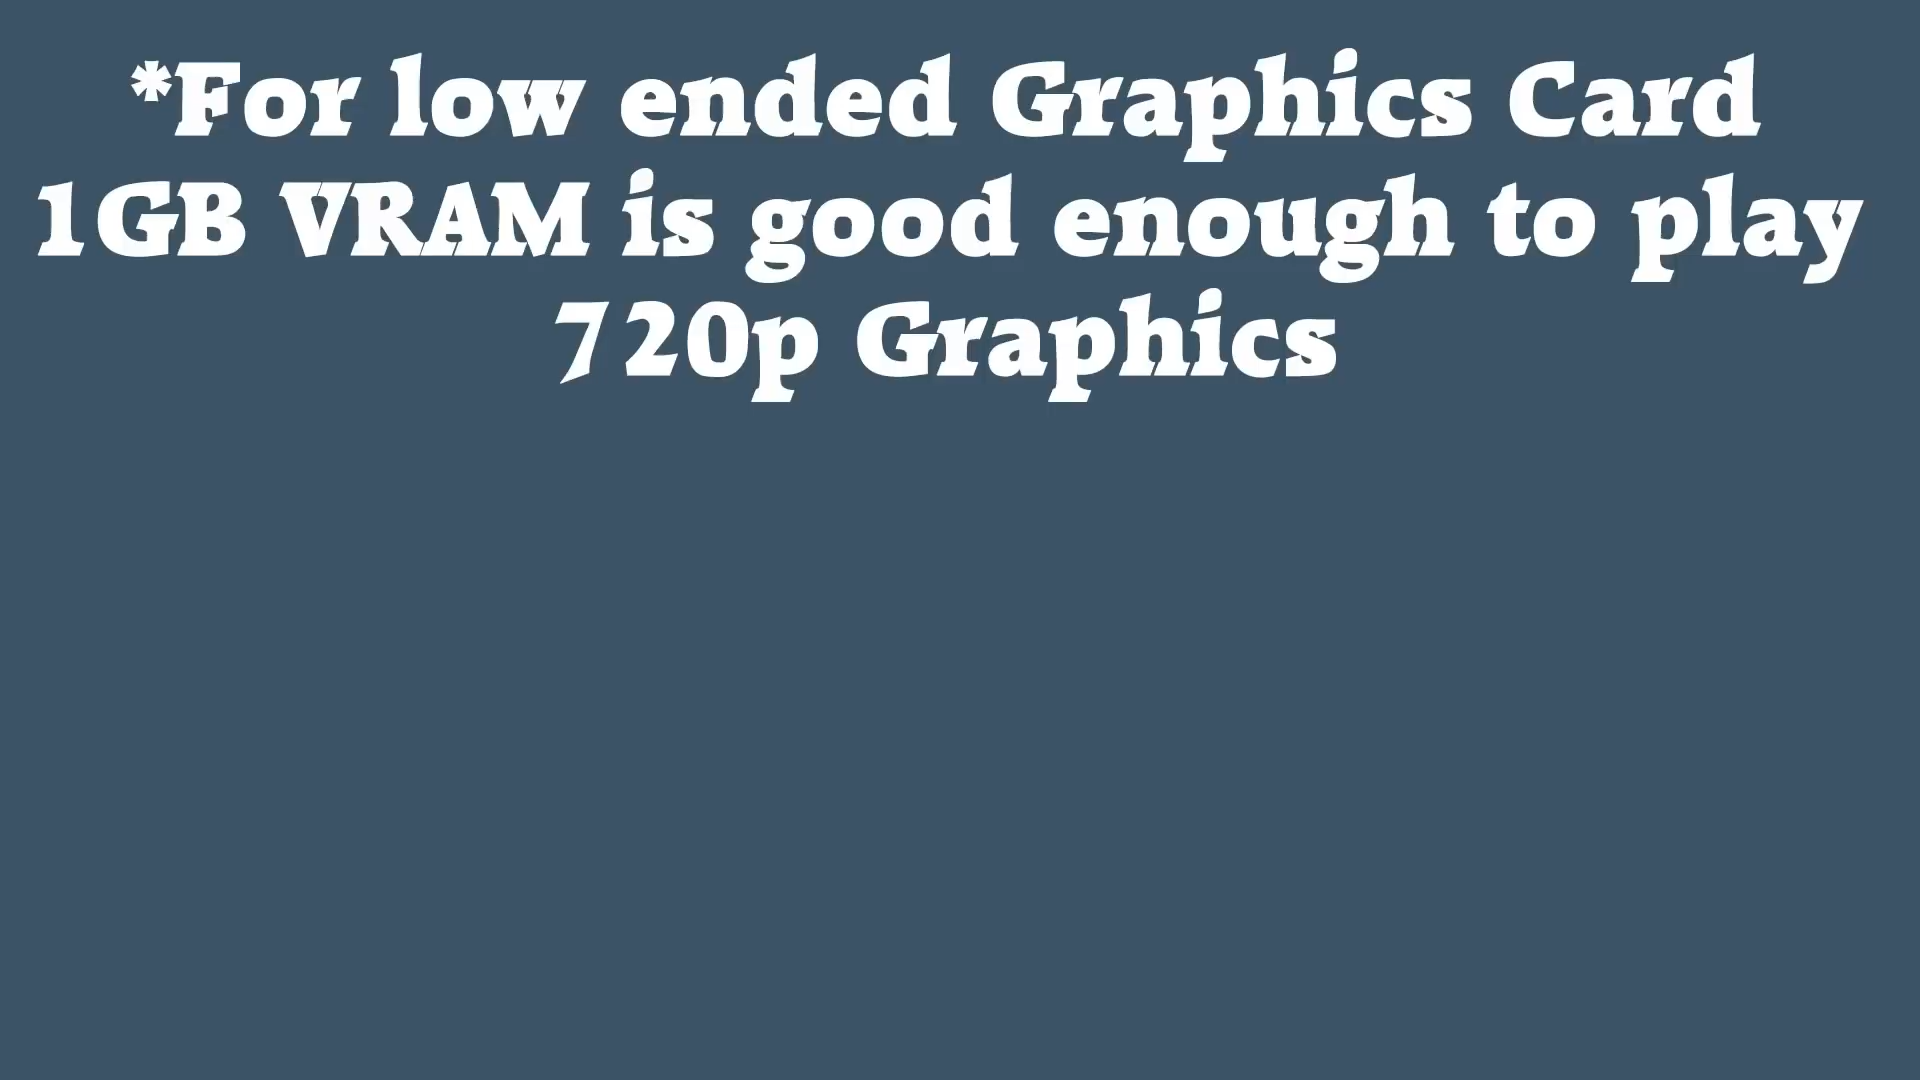 *For low ended Graphics Card
1GB VRAM is good enough to play
720p Graphics